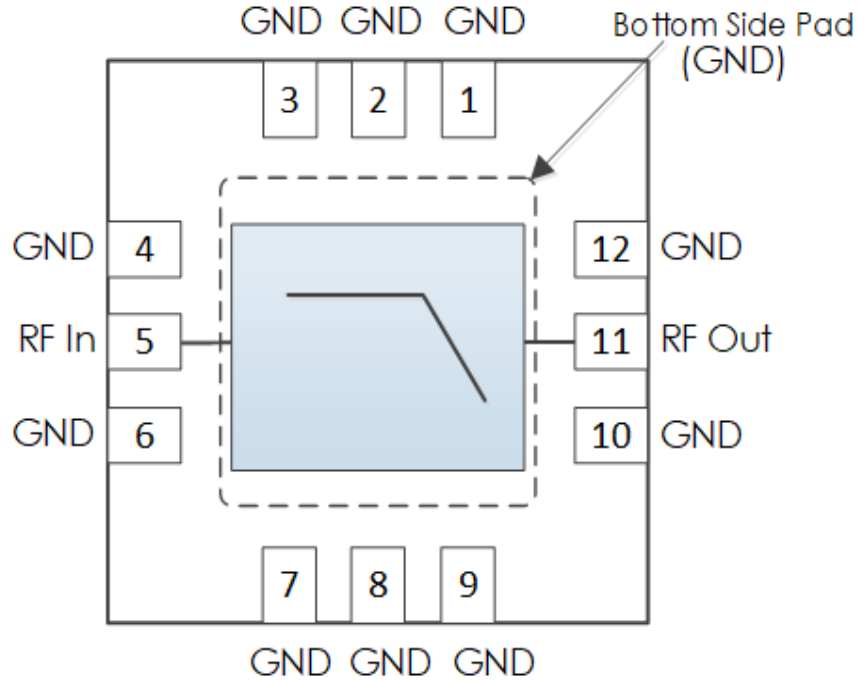 GND GND GND
Bottom Side Pad
(GND)
3 2 1
GND 4
12 GND
RF In 5
11 RF Out
GND 6
10 GND
7 8 9
GND GND GND